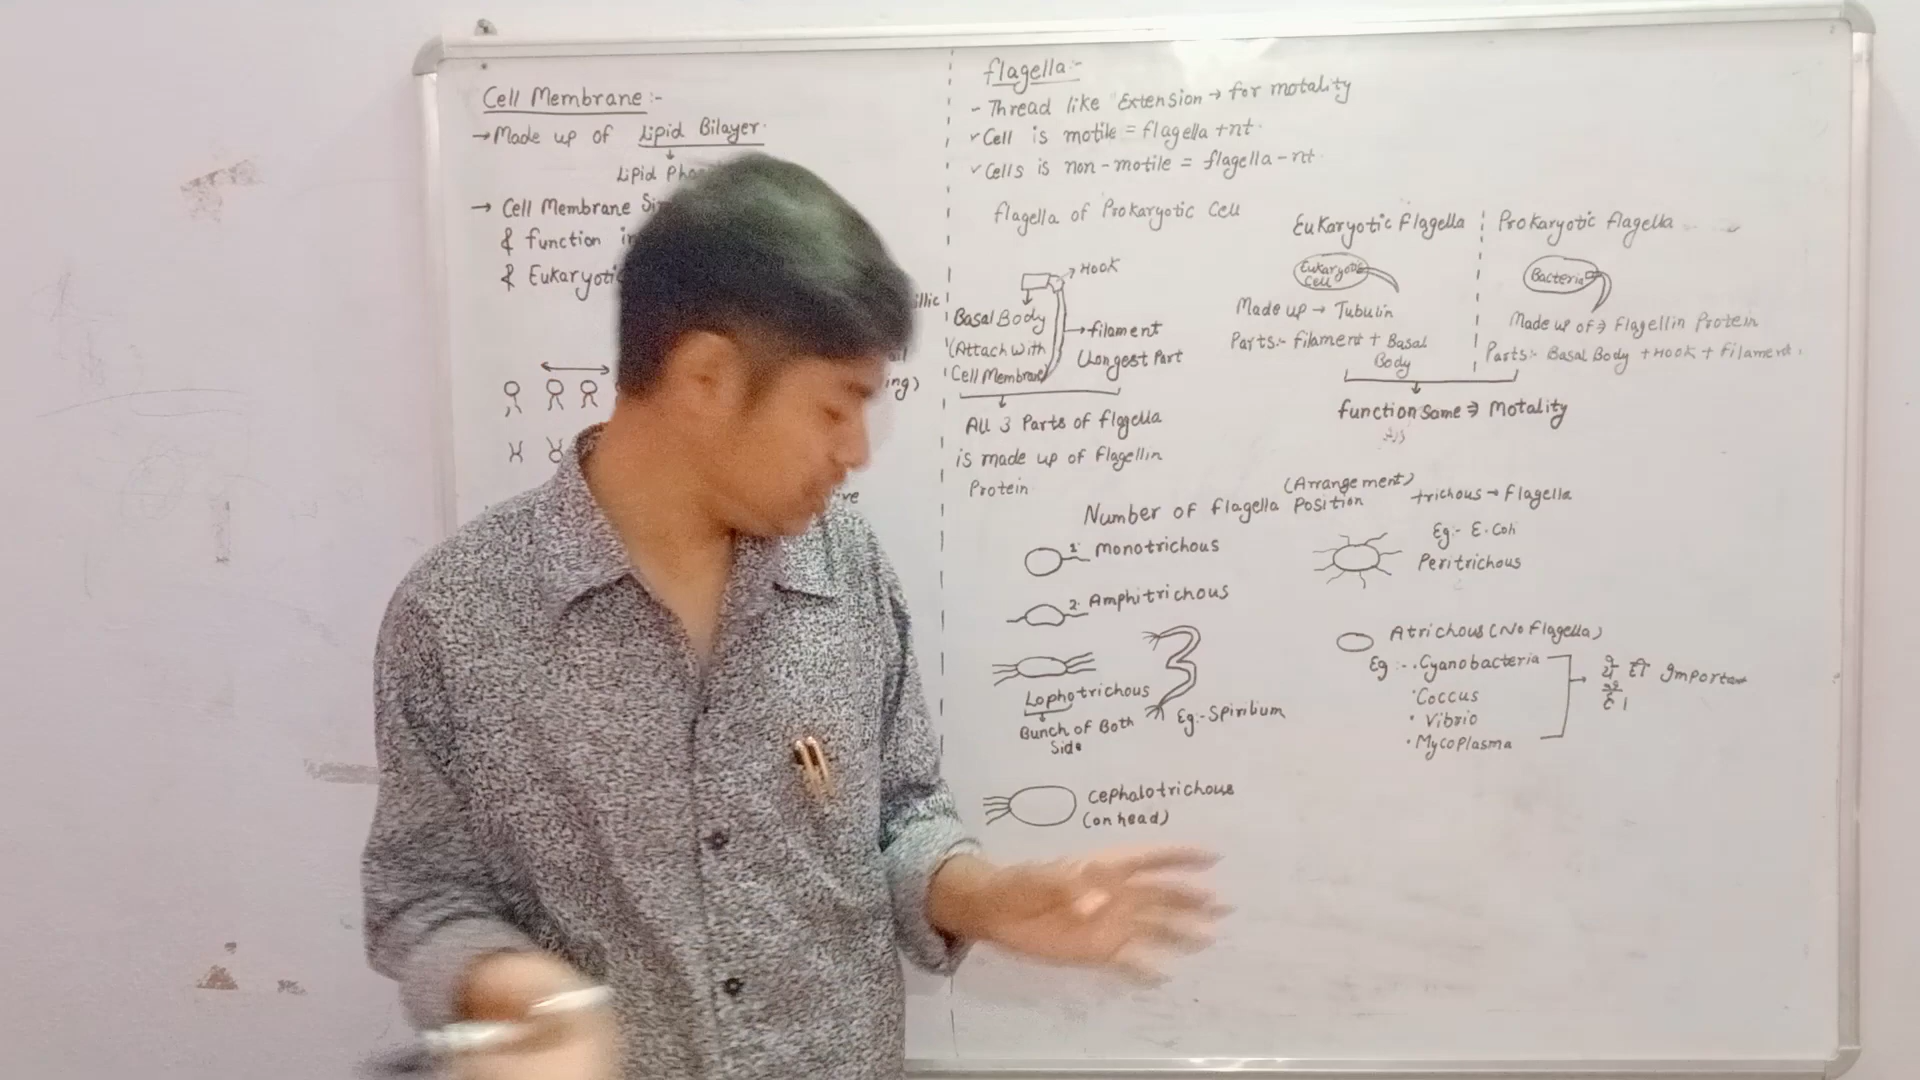 Cell Membrane :-
→ Made up of Lipid Bilayer.
Lipid
→ Cell Membrane
& function
& Eukaryotic
ing)
flagella:-
- Thread like Extension → for motality
✓ Cell is motile = flagella +nt.
✓ Cells is non-motile = flagella -nt.
flagella of Prokaryotic Cell
→ Hook
Basal Body
(Attach with
Cell Membrane)
→ filament
Longest Part
All 3 Parts of flagella
is made up of Flagellin
Protein
Eukaryotic Flagella
Eukaryotic
Cell
Made up → Tubulin
Parts:- filament + Basal
Body
Prokaryotic flagella
Bacteria
Made up of ⇒ Flagellin Protein
Parts:- Basal Body + Hook + Filament.
function Same ⇒ Motality
(Arrangement)
Number of flagella Position
trichous → Flagella
1. monotrichous
2. Amphitrichous
Lophotrichous
Bunch of Both
Side
Eg:- Spirilium
Cephalotrichous
(on head)
Eg:- E.Coli
Peritrichous
Atrichous (No Flagella)
Eg :- . Cyanobacteria
· Coccus
· Vibrio
· Mycoplasma